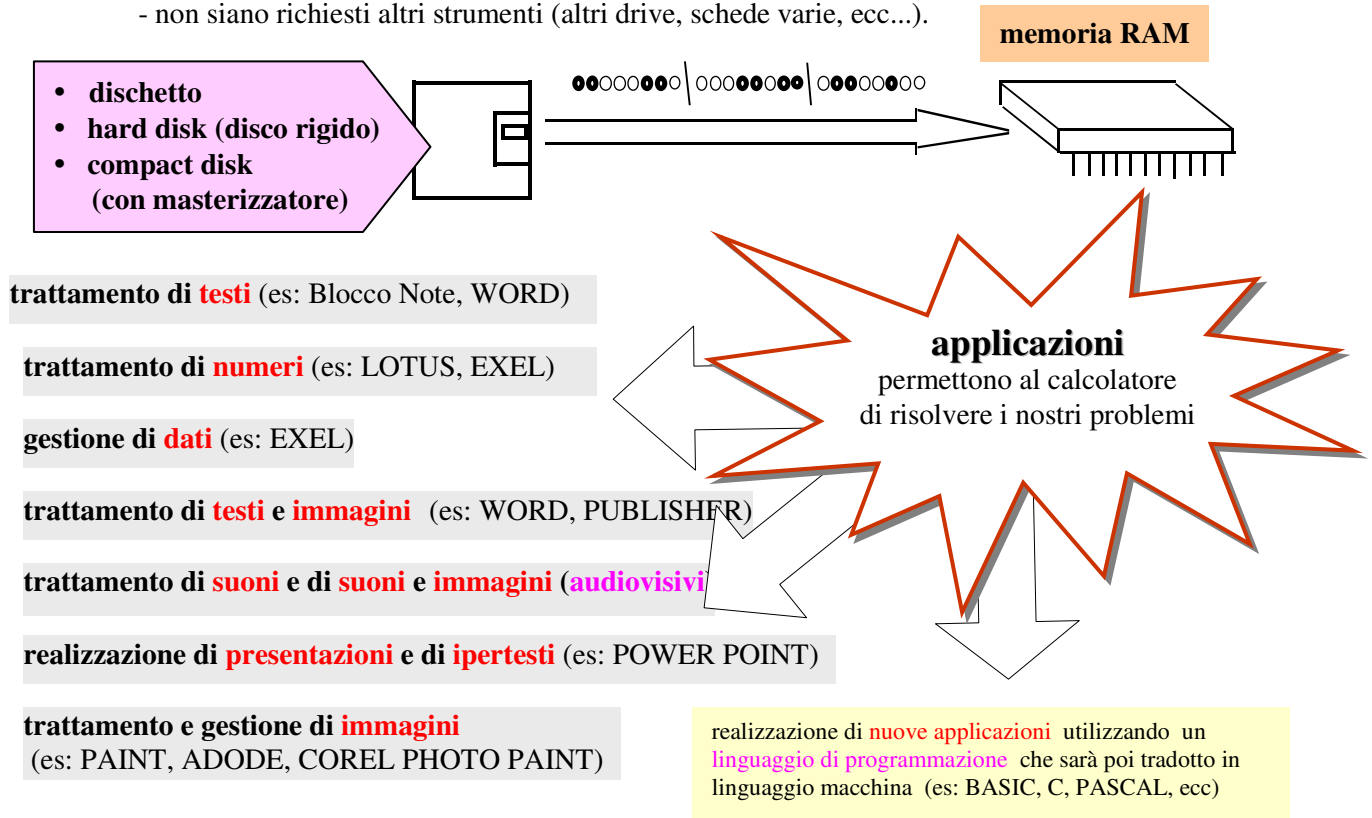 - non siano richiesti altri strumenti (altri drive, schede varie, ecc...).
memoria RAM
• dischetto
• hard disk (disco rigido)
• compact disk
(con masterizzatore)
trattamento di testi (es: Blocco Note, WORD)
trattamento di numeri (es: LOTUS, EXEL)
gestione di dati (es: EXEL)
trattamento di testi e immagini (es: WORD, PUBLISHER)
trattamento di suoni e di suoni e immagini (audiovisivi)
realizzazione di presentazioni e di ipertesti (es: POWER POINT)
trattamento e gestione di immagini
(es: PAINT, ADODE, COREL PHOTO PAINT)
applicazioni
permettono al calcolatore
di risolvere i nostri problemi
realizzazione di nuove applicazioni utilizzando un
linguaggio di programmazione che sarà poi tradotto in
linguaggio macchina (es: BASIC, C, PASCAL, ecc)